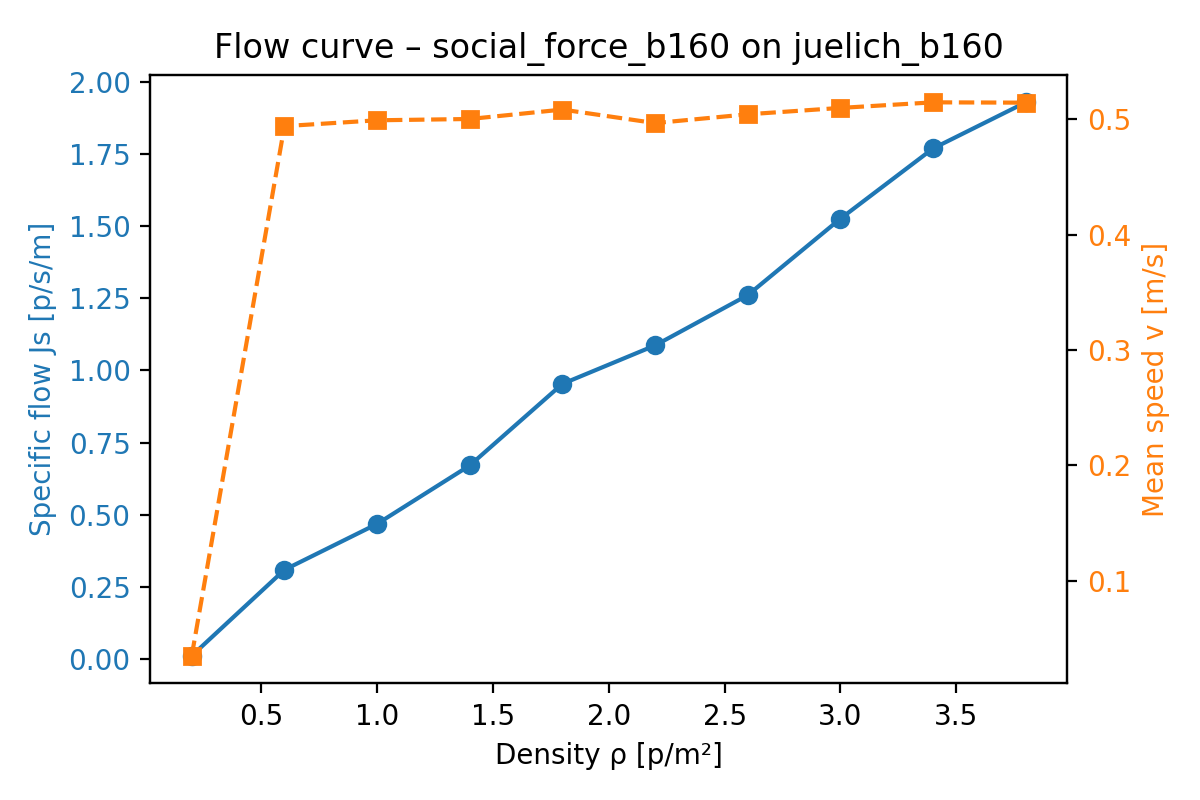 Flow curve – social_force_b160 on juelich_b160
2.00
1.75
1.50
1.25
1.00
0.75
0.50
0.25
0.00
Specific flow Js [p/s/m]
0.5
0.4
0.3
0.2
0.1
Mean speed v [m/s]
0.5 1.0 1.5 2.0 2.5 3.0 3.5
Density ρ [p/m²]